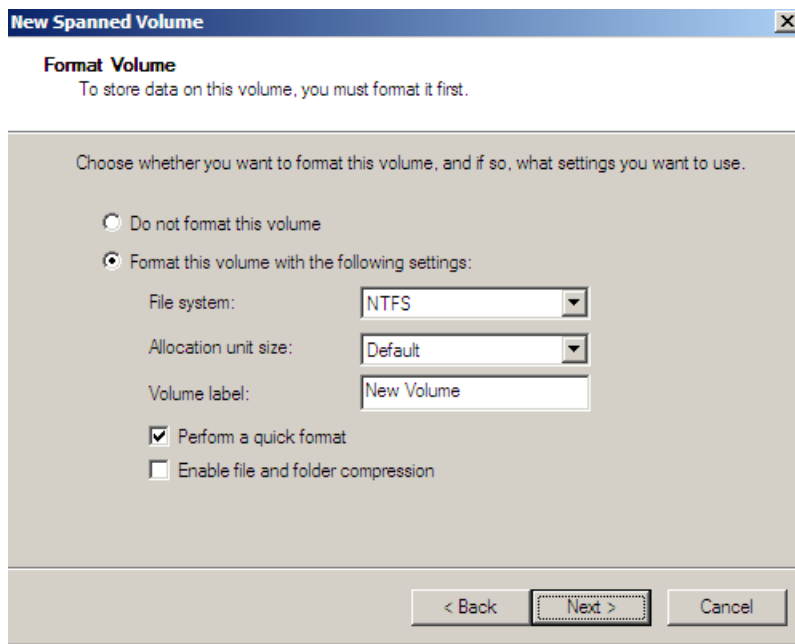 New Spanned Volume
Format Volume
To store data on this volume, you must format it first.
Choose whether you want to format this volume, and if so, what settings you want to use.
Do not format this volume
Format this volume with the following settings:
File system: NTFS
Allocation unit size: Default
Volume label: New Volume
Perform a quick format
Enable file and folder compression
< Back Next > Cancel